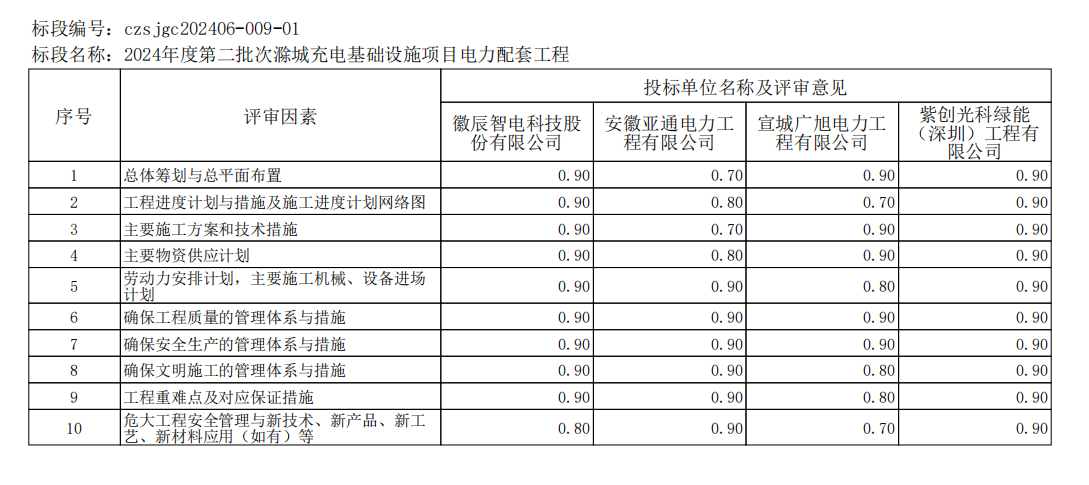 标段编号：czsjgc202406-009-01
标段名称：2024年度第二批次滁城充电基础设施项目电力配套工程
序号 评审因素 投标单位名称及评审意见
徽辰智电科技股份有限公司 安徽亚通电力工程有限公司 宣城广旭电力工程有限公司 紫创光科绿能（深圳）工程有限公司
1 总体筹划与总平面布置 0.90 0.70 0.90 0.90
2 工程进度计划与措施及施工进度计划网络图 0.90 0.80 0.70 0.90
3 主要施工方案和技术措施 0.90 0.70 0.90 0.90
4 主要物资供应计划 0.90 0.80 0.90 0.90
5 劳动力安排计划，主要施工机械、设备进场计划 0.90 0.90 0.80 0.90
6 确保工程质量的管理体系与措施 0.90 0.90 0.90 0.90
7 确保安全生产的管理体系与措施 0.90 0.90 0.90 0.90
8 确保文明施工的管理体系与措施 0.90 0.90 0.80 0.90
9 工程重难点及对应保证措施 0.90 0.90 0.80 0.90
10 危大工程安全管理与新技术、新产品、新工艺、新材料应用（如有）等 0.80 0.90 0.70 0.90